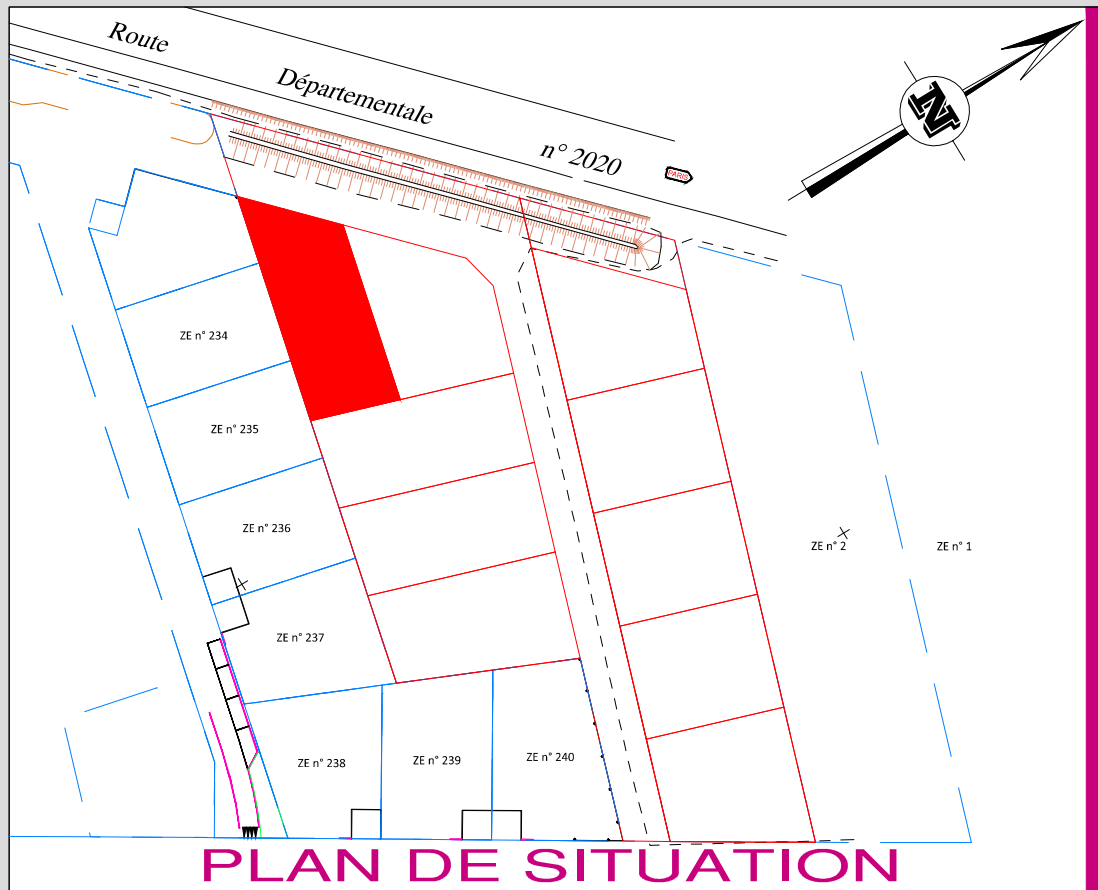 Route
Départementale
n° 2020
PARIS
N
ZE n° 234
ZE n° 235
ZE n° 236
ZE n° 2
ZE n° 1
ZE n° 237
ZE n° 238
ZE n° 239
ZE n° 240
PLAN DE SITUATION